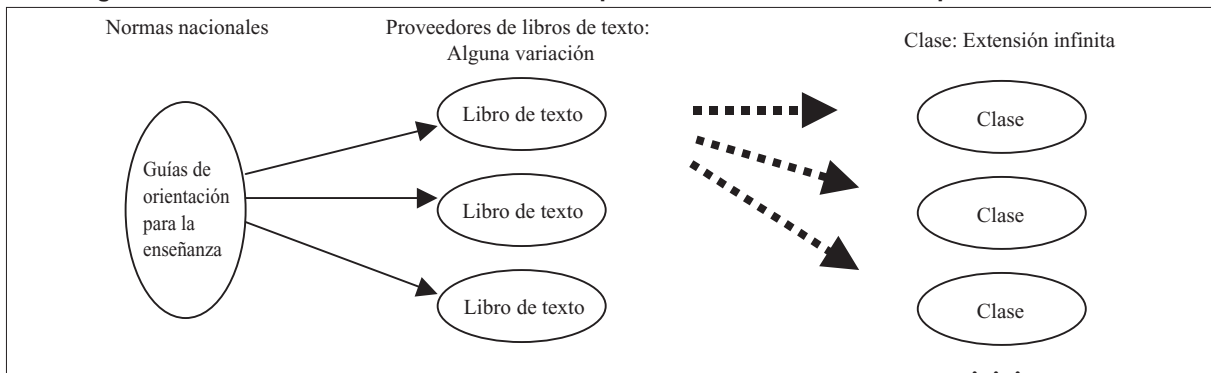 Normas nacionales
Proveedores de libros de texto:
Alguna variación
Clase: Extensión infinita
Guías de
orientación
para la
enseñanza
Libro de texto
Libro de texto
Libro de texto
Clase
Clase
Clase